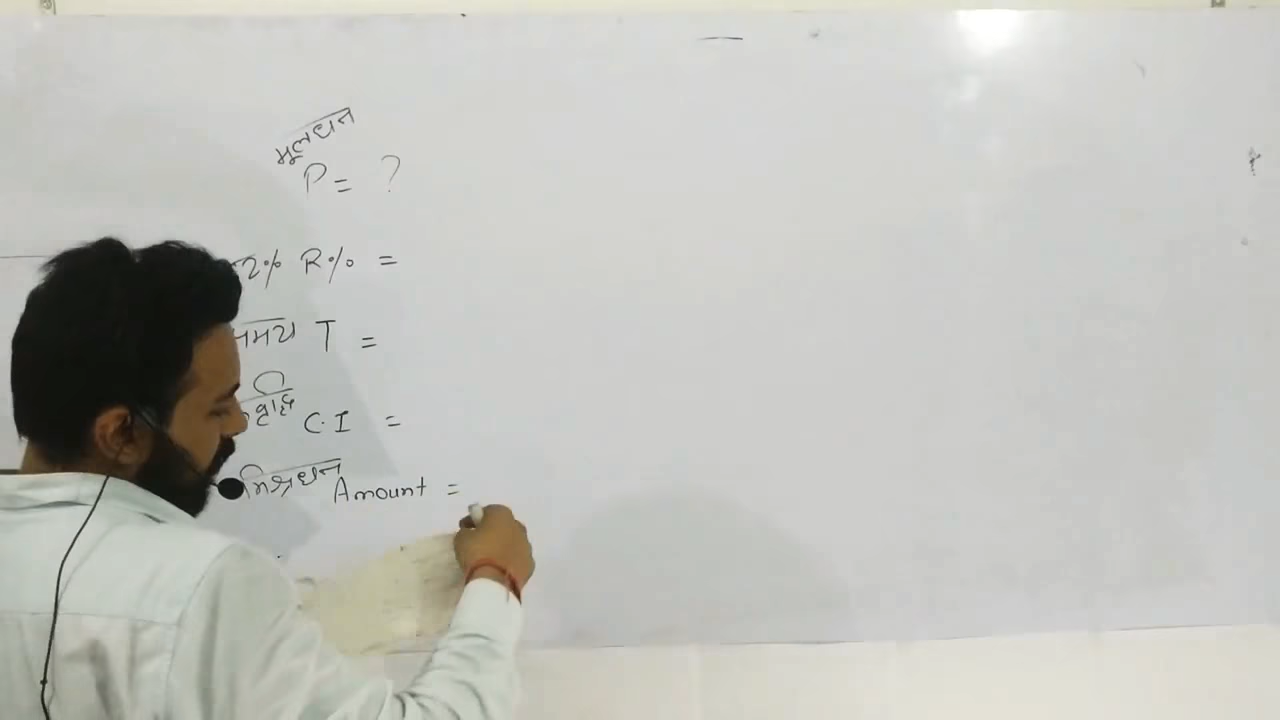 मूलधन
P = ?
R% =
T =
C.I =
मिश्रधन Amount =